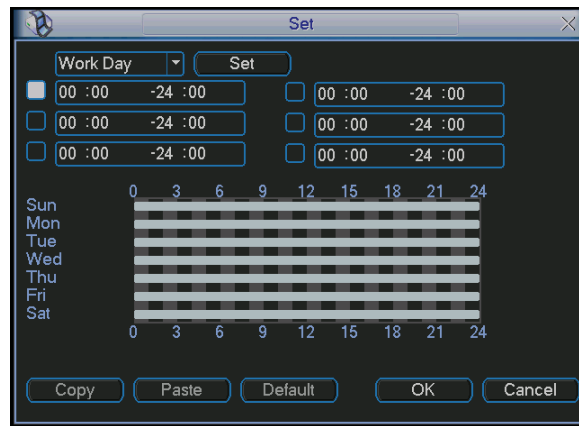 Set
Work Day Set
00 :00 -24 :00 00 :00 -24 :00
00 :00 -24 :00 00 :00 -24 :00
00 :00 -24 :00 00 :00 -24 :00
0 3 6 9 12 15 18 21 24
Sun
Mon
Tue
Wed
Thu
Fri
Sat
0 3 6 9 12 15 18 21 24
Copy Paste Default OK Cancel